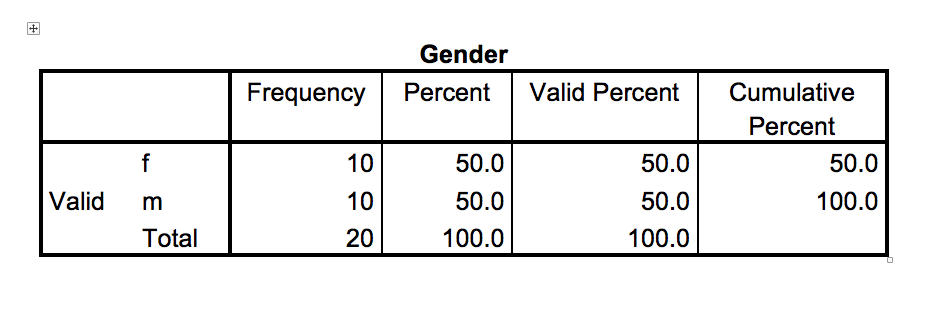 Gender
Frequency Percent Valid Percent Cumulative Percent
f 10 50.0 50.0 50.0
Valid m 10 50.0 50.0 100.0
Total 20 100.0 100.0